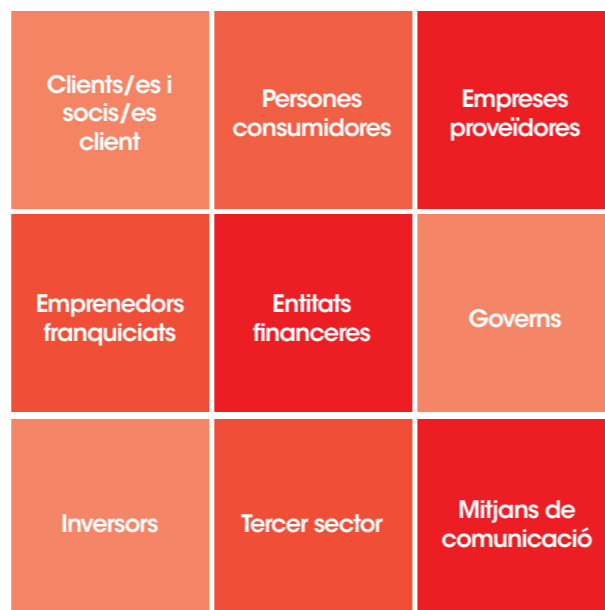 Clients/es i
socis/es
client
Persones
consumidores
Empreses
proveïdores
Emprenedors
franquiciats
Entitats
financeres
Governs
Inversors
Tercer sector
Mitjans de
comunicació